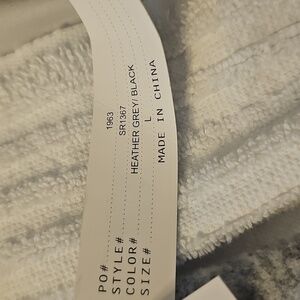 PO# 1963
STYLE# SR1367
COLOR# HEATHER GREY/ BLACK
SIZE# L
MADE IN CHINA